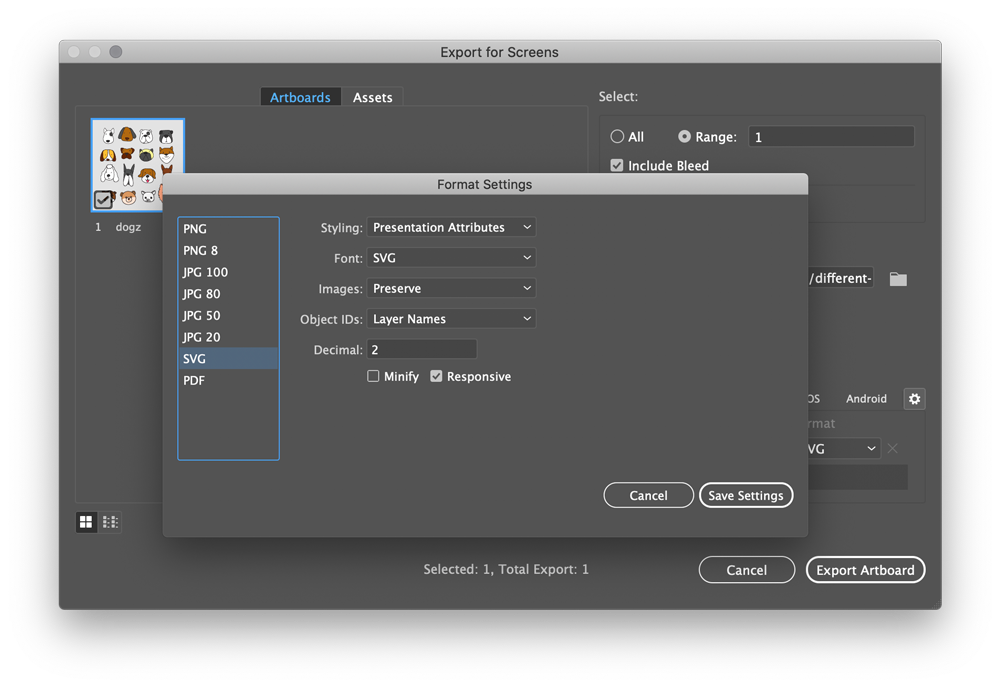 Export for Screens
Artboards Assets
Select:
All Range: 1
Include Bleed
1 dogz
Format Settings
PNG
PNG 8
JPG 100
JPG 80
JPG 50
JPG 20
SVG
PDF
Styling: Presentation Attributes
Font: SVG
Images: Preserve
Object IDs: Layer Names
Decimal: 2
Minify Responsive
Cancel Save Settings
/different-
OS Android
rmat
VG
Selected: 1, Total Export: 1
Cancel Export Artboard